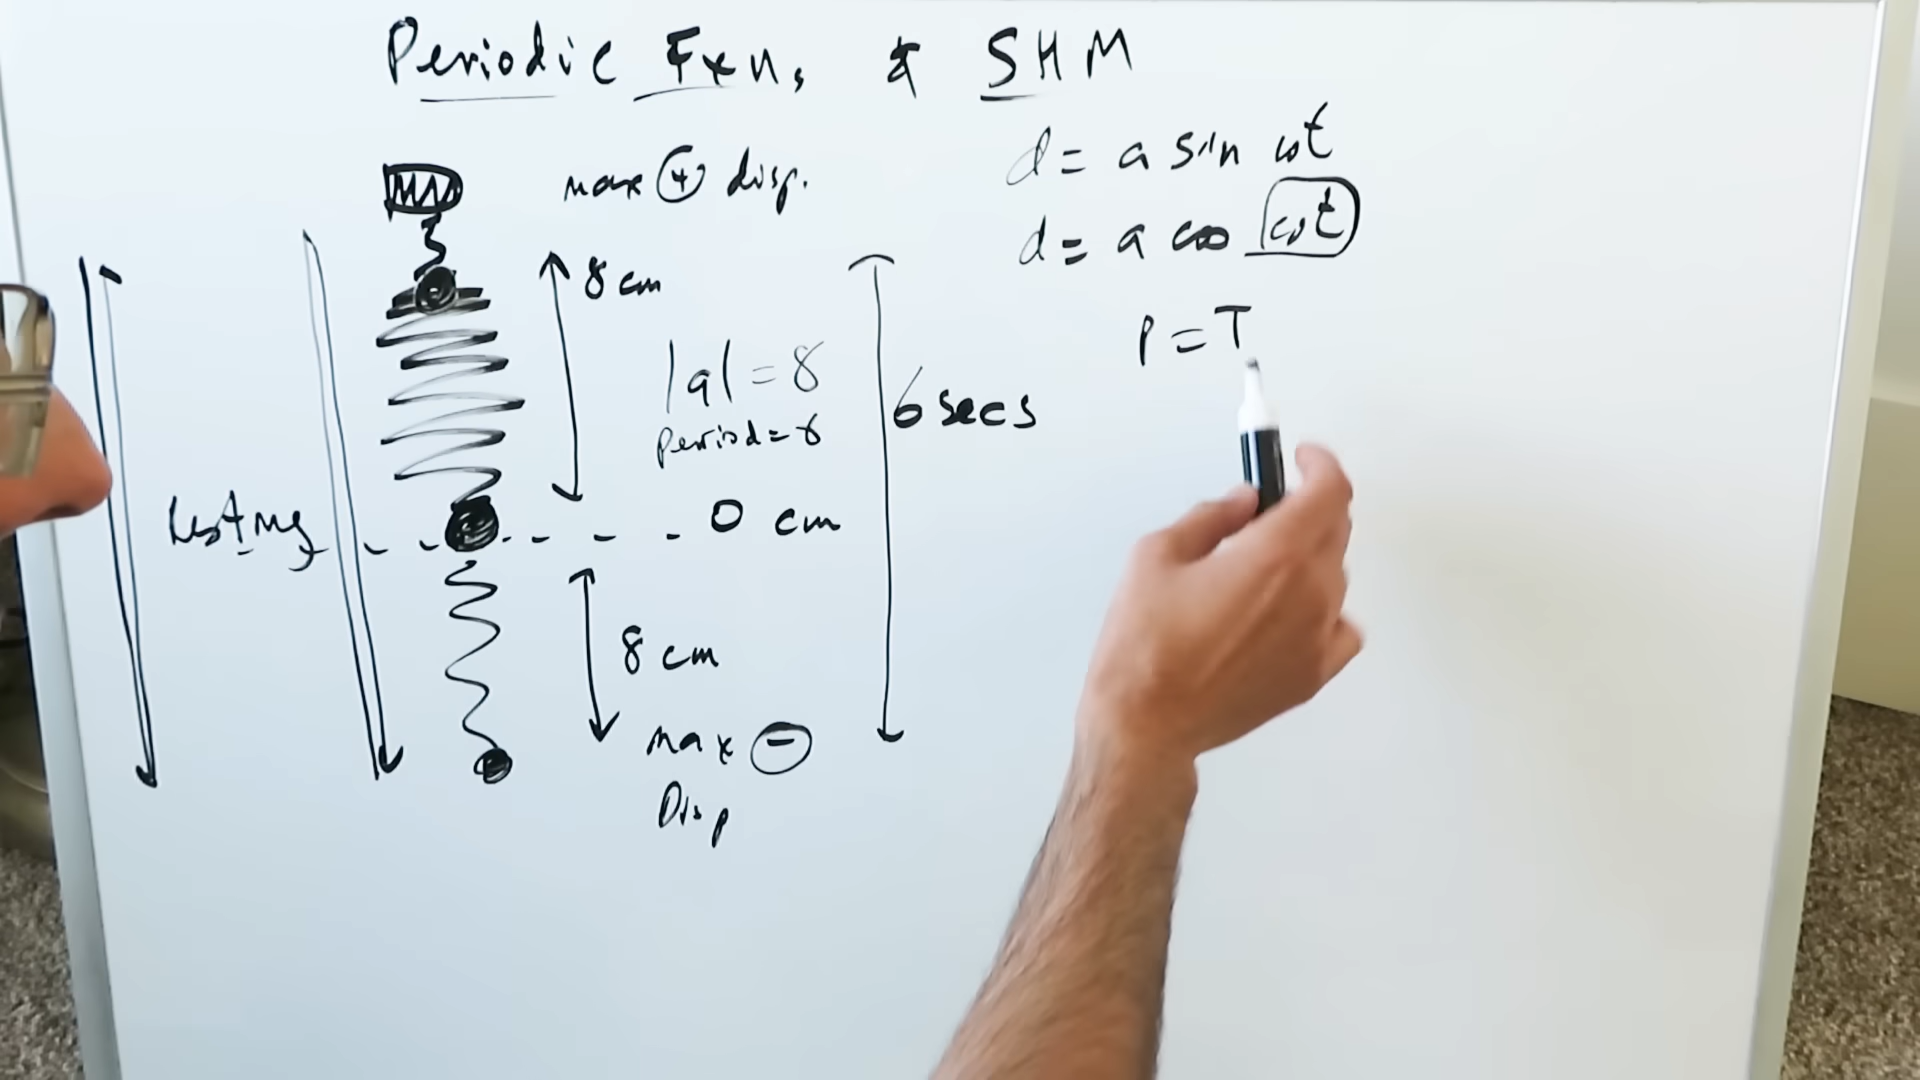 Periodic Fxns & SHM
max + disp.
d = a sin ωt
d = a cos ωt
8 cm
P = T
|a| = 8
period = 6
6 secs
resting
0 cm
8 cm
max −
Disp